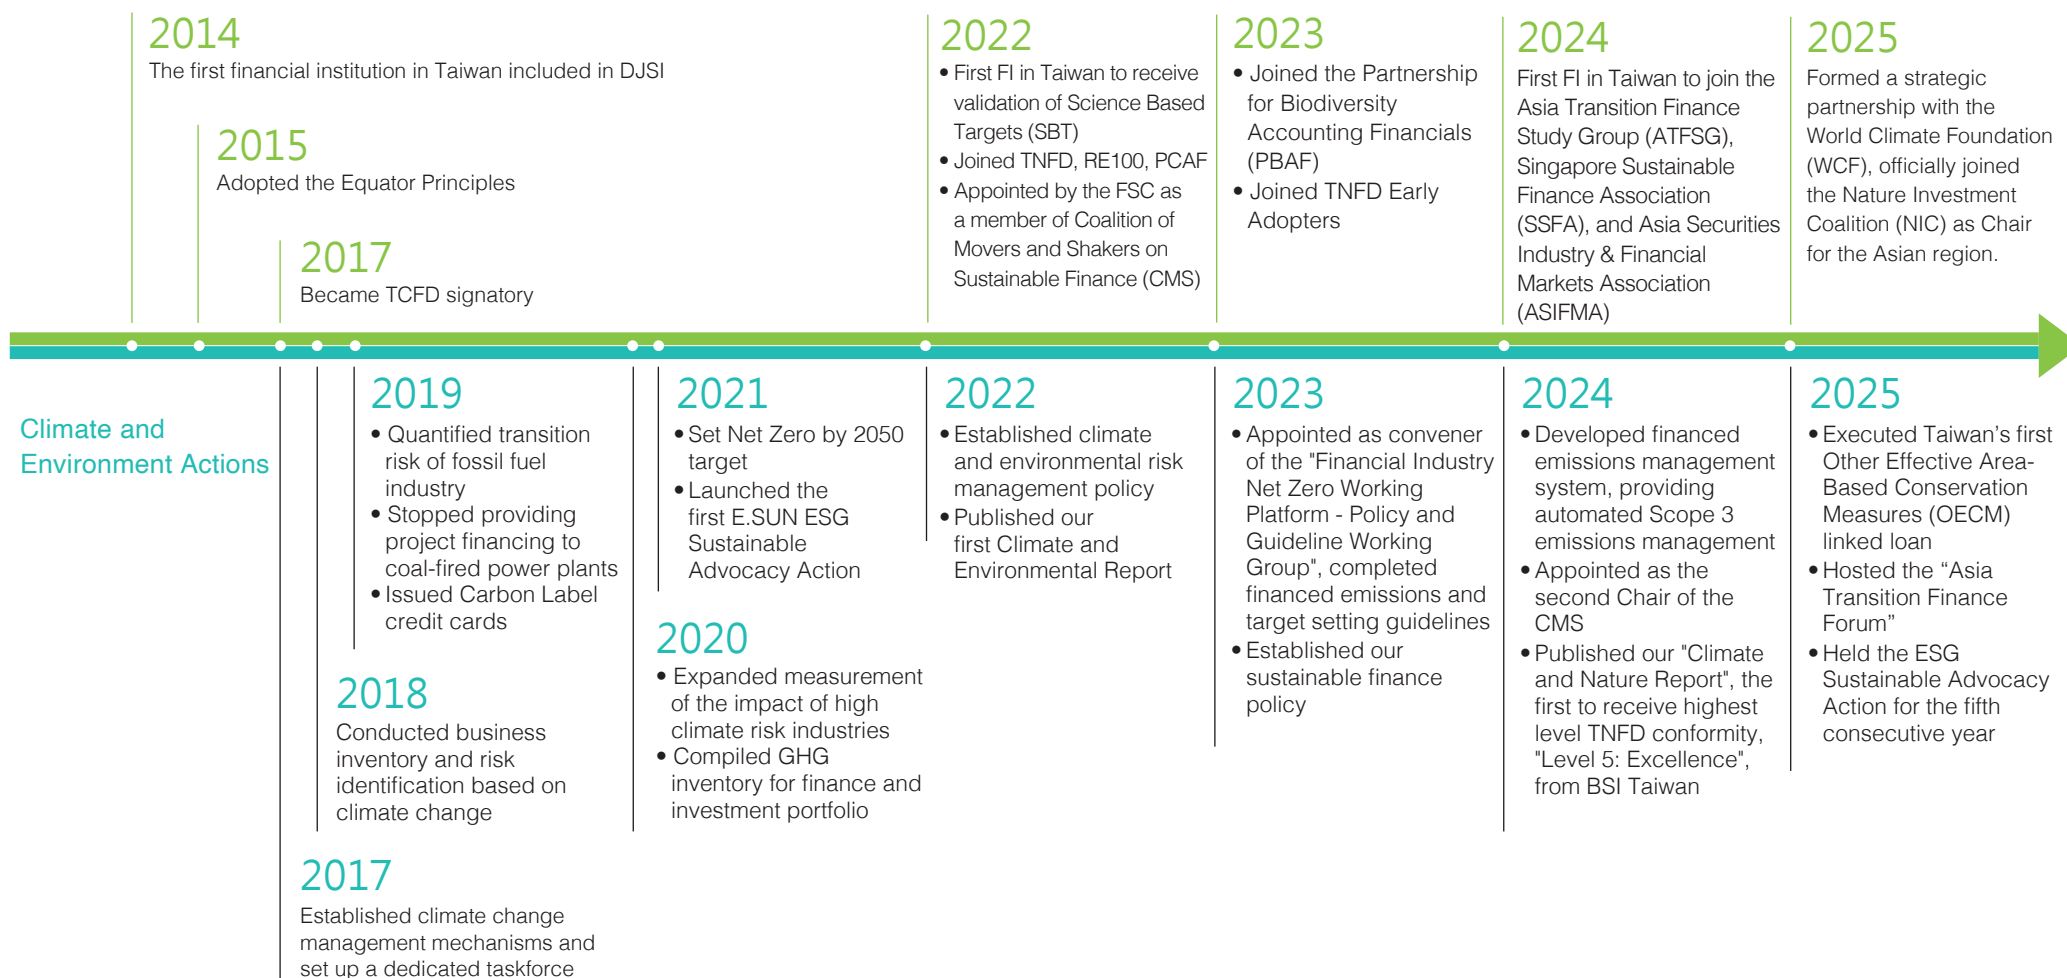 2014
The first financial institution in Taiwan included in DJSI
2015
Adopted the Equator Principles
2017
Became TCFD signatory
2022
• First FI in Taiwan to receive
validation of Science Based
Targets (SBT)
• Joined TNFD, RE100, PCAF
• Appointed by the FSC as
a member of Coalition of
Movers and Shakers on
Sustainable Finance (CMS)
2023
• Joined the Partnership
for Biodiversity
Accounting Financials
(PBAF)
• Joined TNFD Early
Adopters
2024
First FI in Taiwan to join the
Asia Transition Finance
Study Group (ATFSG),
Singapore Sustainable
Finance Association
(SSFA), and Asia Securities
Industry & Financial
Markets Association
(ASIFMA)
2025
Formed a strategic
partnership with the
World Climate Foundation
(WCF), officially joined
the Nature Investment
Coalition (NIC) as Chair
for the Asian region.
Climate and
Environment Actions
2017
Established climate change
management mechanisms and
set up a dedicated taskforce
2018
Conducted business
inventory and risk
identification based on
climate change
2019
• Quantified transition
risk of fossil fuel
industry
• Stopped providing
project financing to
coal-fired power plants
• Issued Carbon Label
credit cards
2020
• Expanded measurement
of the impact of high
climate risk industries
• Compiled GHG
inventory for finance and
investment portfolio
2021
• Set Net Zero by 2050
target
• Launched the
first E.SUN ESG
Sustainable
Advocacy Action
2022
• Established climate
and environmental risk
management policy
• Published our
first Climate and
Environmental Report
2023
• Appointed as convener
of the "Financial Industry
Net Zero Working
Platform - Policy and
Guideline Working
Group", completed
financed emissions and
target setting guidelines
• Established our
sustainable finance
policy
2024
• Developed financed
emissions management
system, providing
automated Scope 3
emissions management
• Appointed as the
second Chair of the
CMS
• Published our "Climate
and Nature Report", the
first to receive highest
level TNFD conformity,
"Level 5: Excellence",
from BSI Taiwan
2025
• Executed Taiwan's first
Other Effective Area-
Based Conservation
Measures (OECM)
linked loan
• Hosted the “Asia
Transition Finance
Forum”
• Held the ESG
Sustainable Advocacy
Action for the fifth
consecutive year